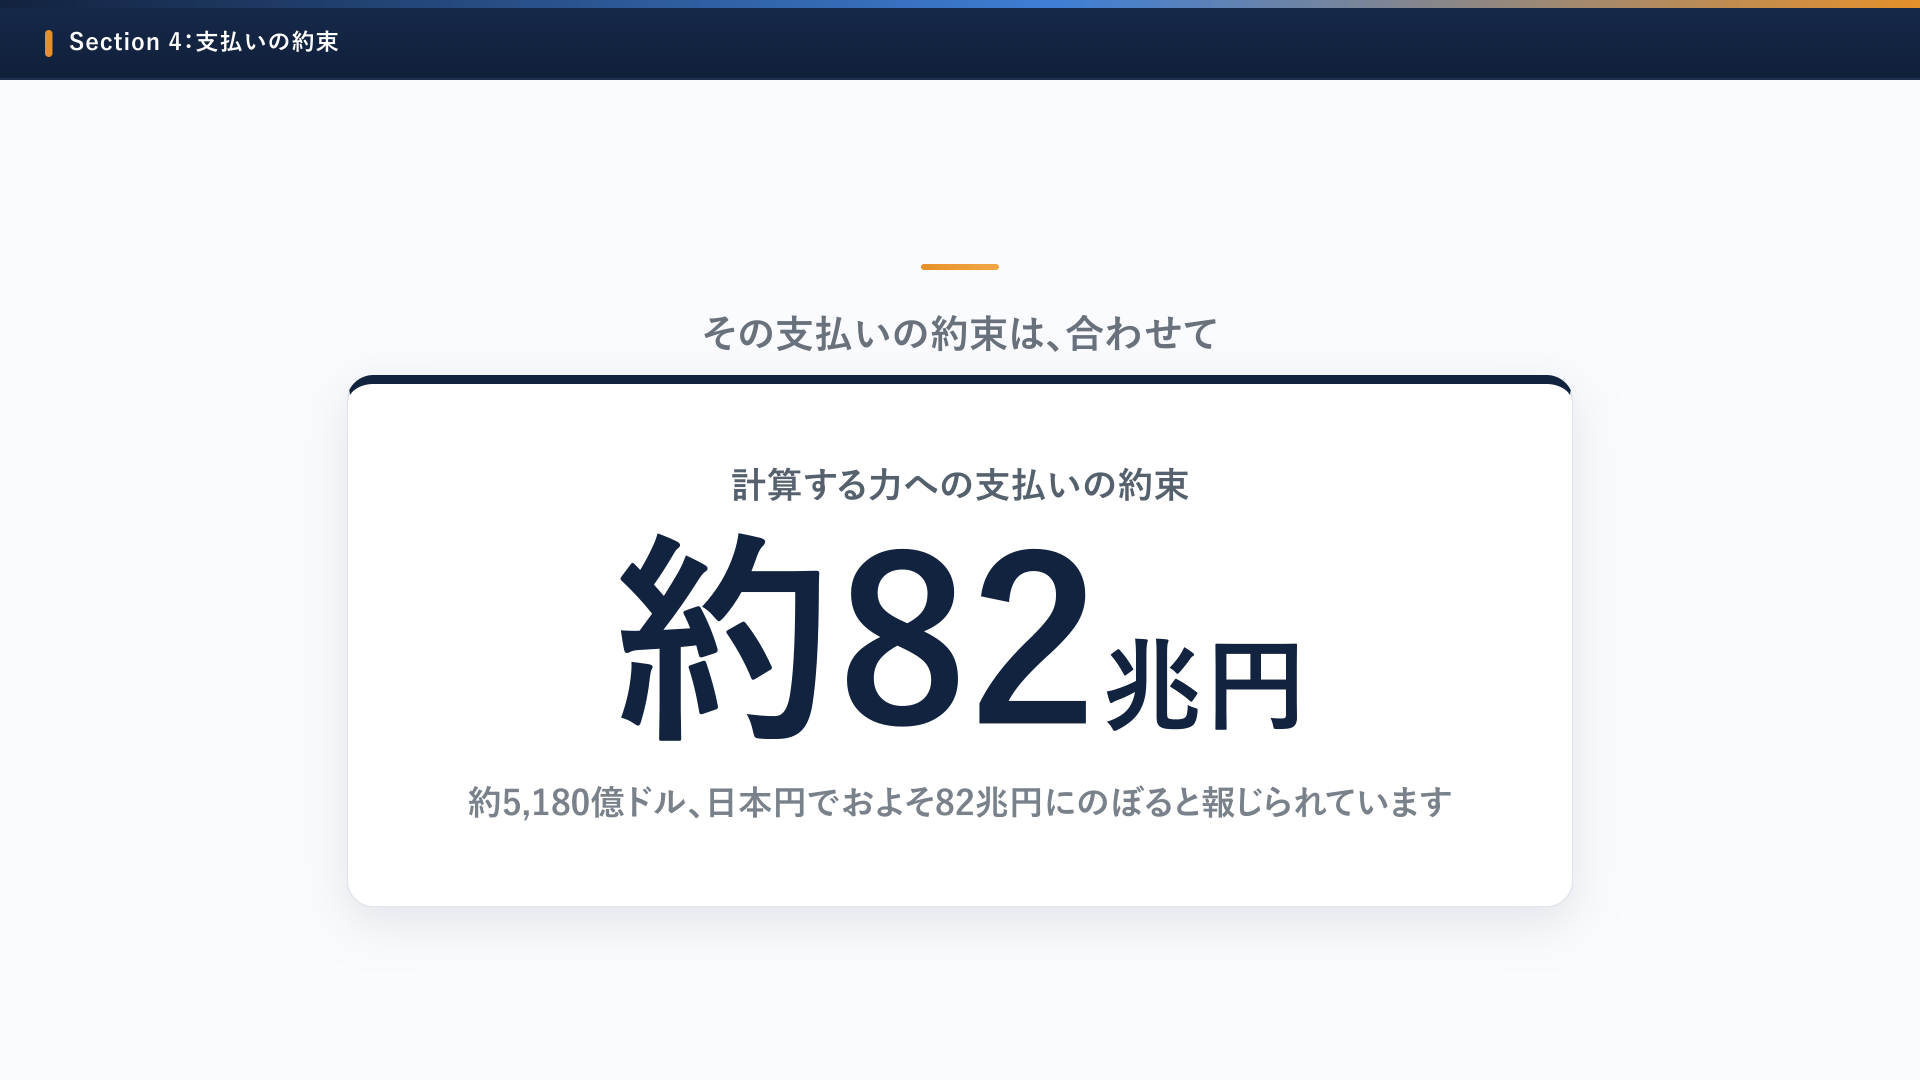 Section 4：支払いの約束
その支払いの約束は、合わせて
計算する力への支払いの約束
約82兆円
約5,180億ドル、日本円でおよそ82兆円にのぼると報じられています